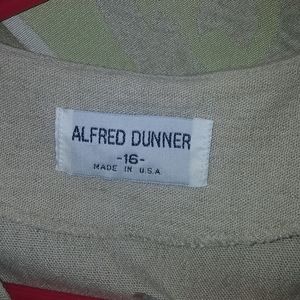 ALFRED DUNNER
-16-
MADE IN U.S.A